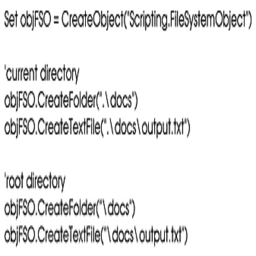 Set objFSO = CreateObject("Scripting.FileSystemObject")
'current directory
objFSO.CreateFolder(".\docs")
objFSO.CreateTextFile(".\docs\output.txt")
'root directory
objFSO.CreateFolder("\docs")
objFSO.CreateTextFile("\docs\output.txt")